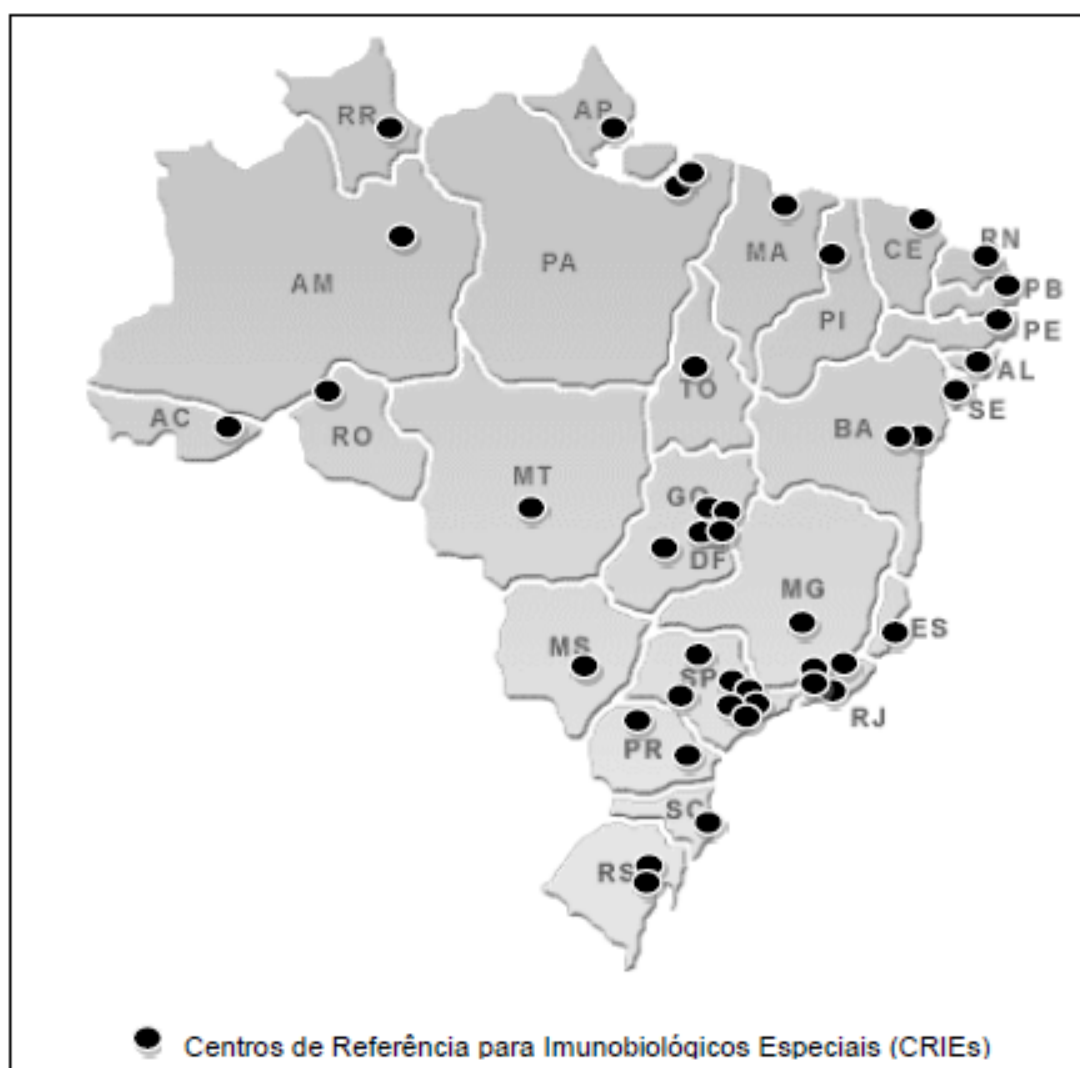 RR
AP
AM
PA
MA
CE
RN
PB
PI
PE
AL
TO
SE
AC
RO
BA
MT
GO
DF
MG
ES
MS
SP
RJ
PR
SC
RS
Centros de Referência para Imunobiológicos Especiais (CRIEs)